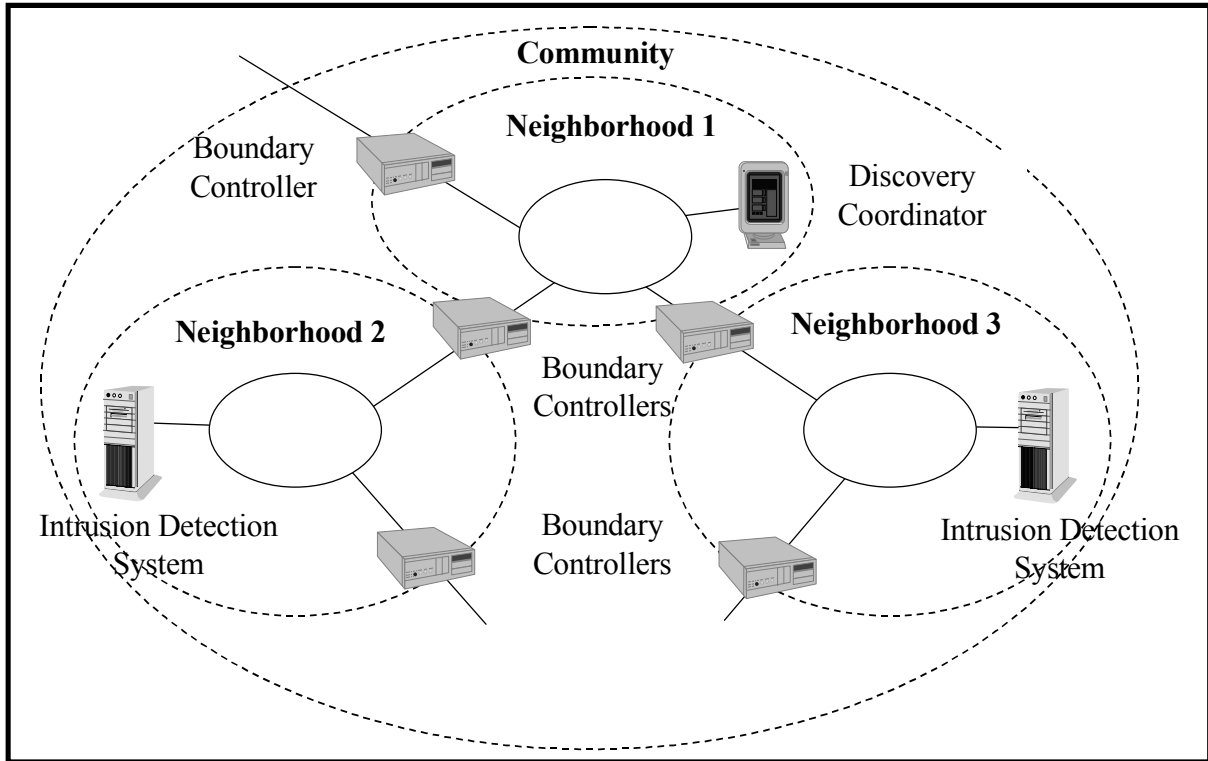 Community
Neighborhood 1
Boundary
Controller
Discovery
Coordinator
Neighborhood 2
Neighborhood 3
Boundary
Controllers
Intrusion Detection
System
Boundary
Controllers
Intrusion Detection
System